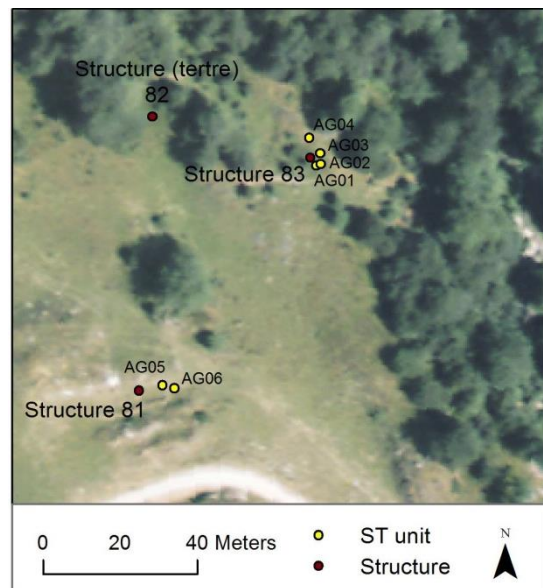 Structure (tertre)
82
AG04
AG03
AG02
Structure 83
AG01
AG05
AG06
Structure 81
0 20 40 Meters
ST unit
Structure
N